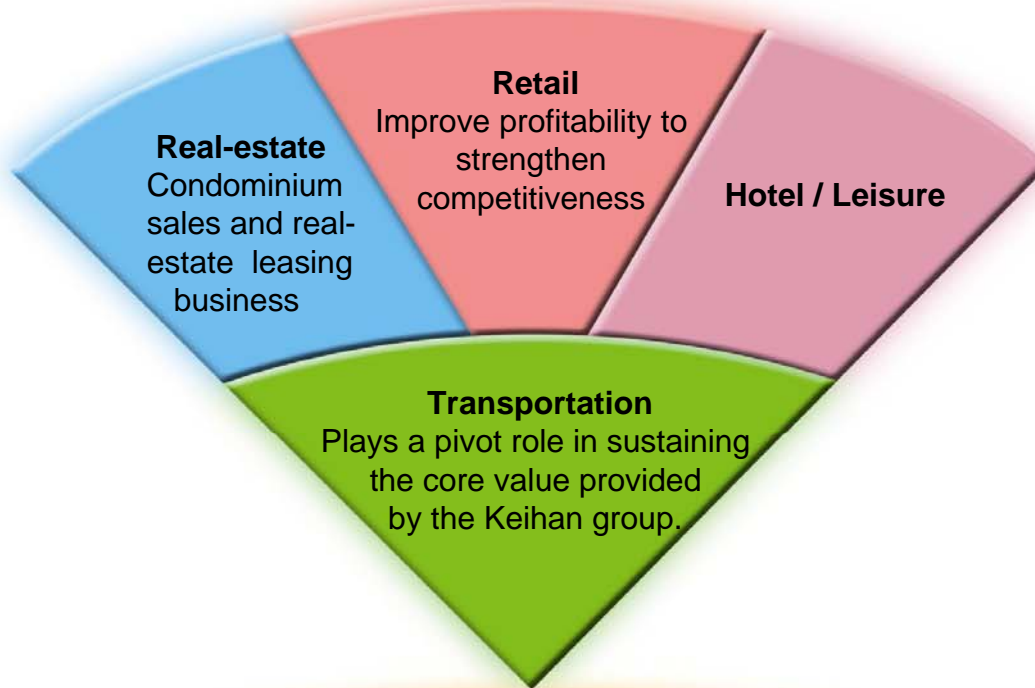 Real-estate
Condominium
sales and real-
estate leasing
business
Retail
Improve profitability to
strengthen
competitiveness
Hotel / Leisure
Transportation
Plays a pivot role in sustaining
the core value provided
by the Keihan group.